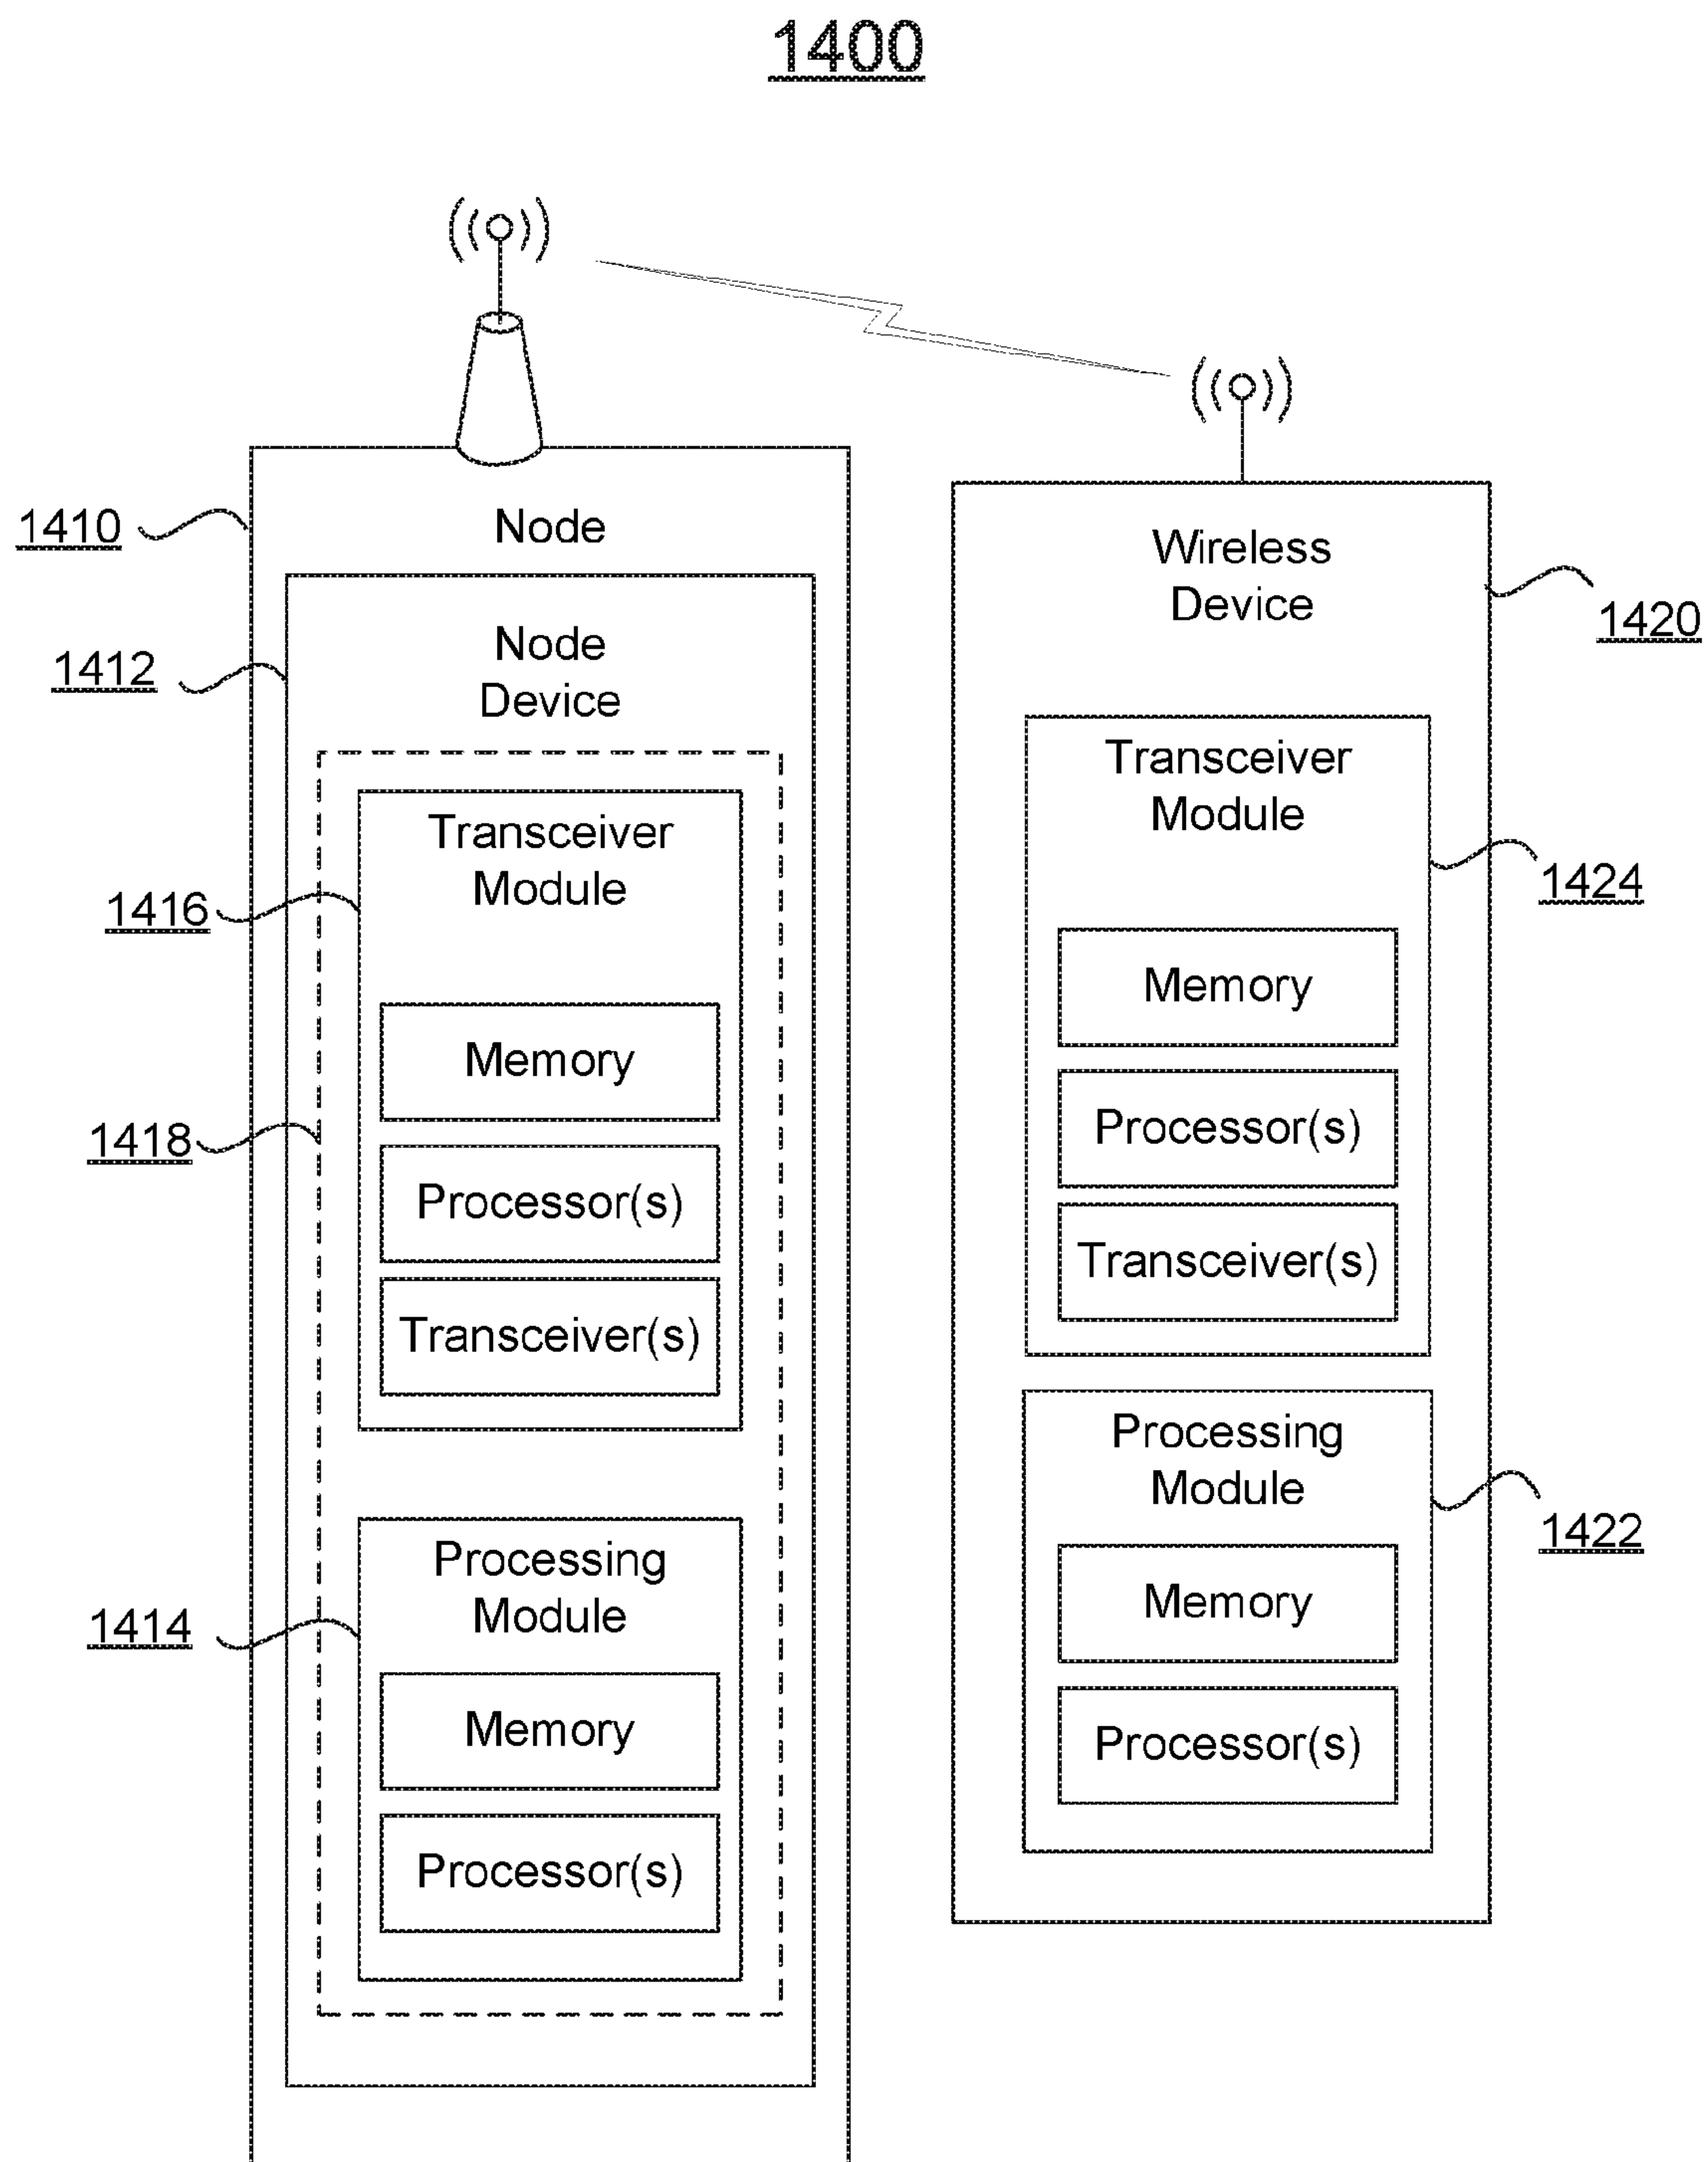 1400
1410
Node
1412
Node
Device
1416
Transceiver
Module
Memory
1418
Processor(s)
Transceiver(s)
1414
Processing
Module
Memory
Processor(s)
Wireless
Device
1420
Transceiver
Module
1424
Memory
Processor(s)
Transceiver(s)
Processing
Module
1422
Memory
Processor(s)